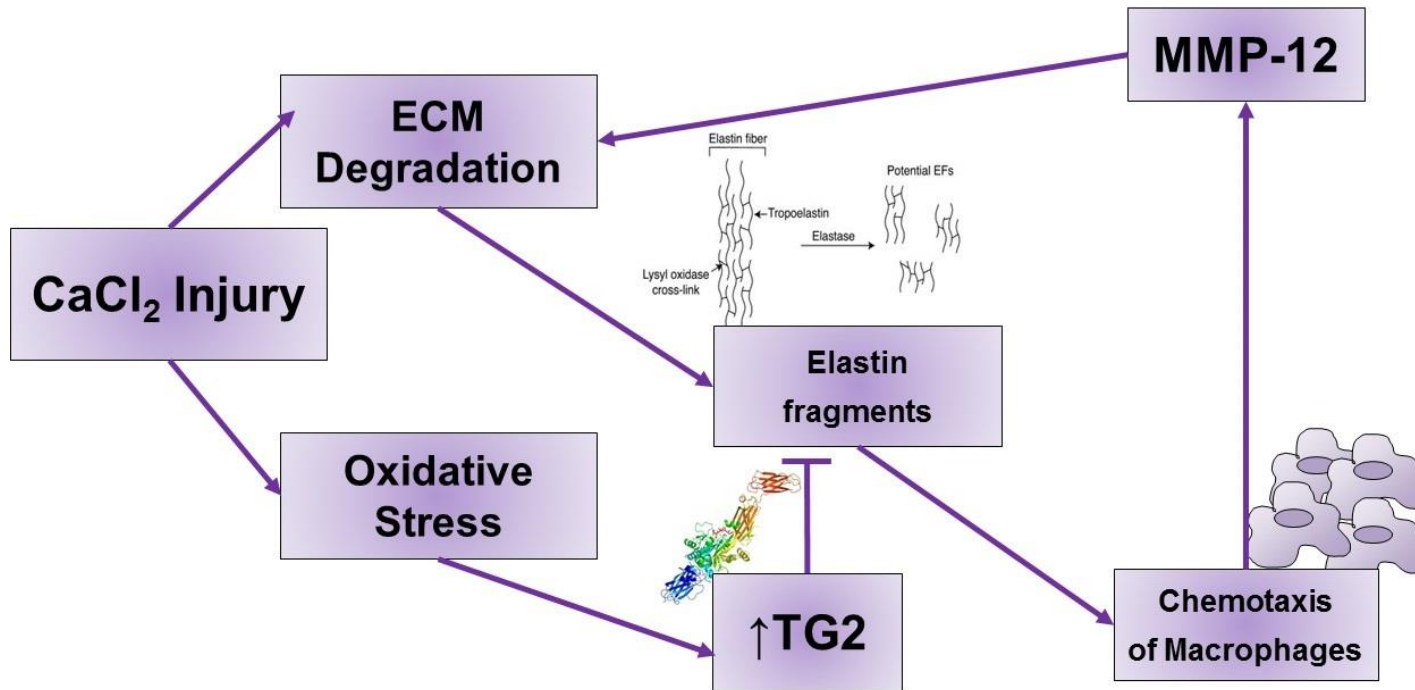 MMP-12
ECM
Degradation
Elastin fiber
Potential EFs
Tropoelastin
Elastase
Lysyl oxidase
cross-link
CaCl₂ Injury
Elastin
fragments
Oxidative
Stress
↑TG2
Chemotaxis
of Macrophages